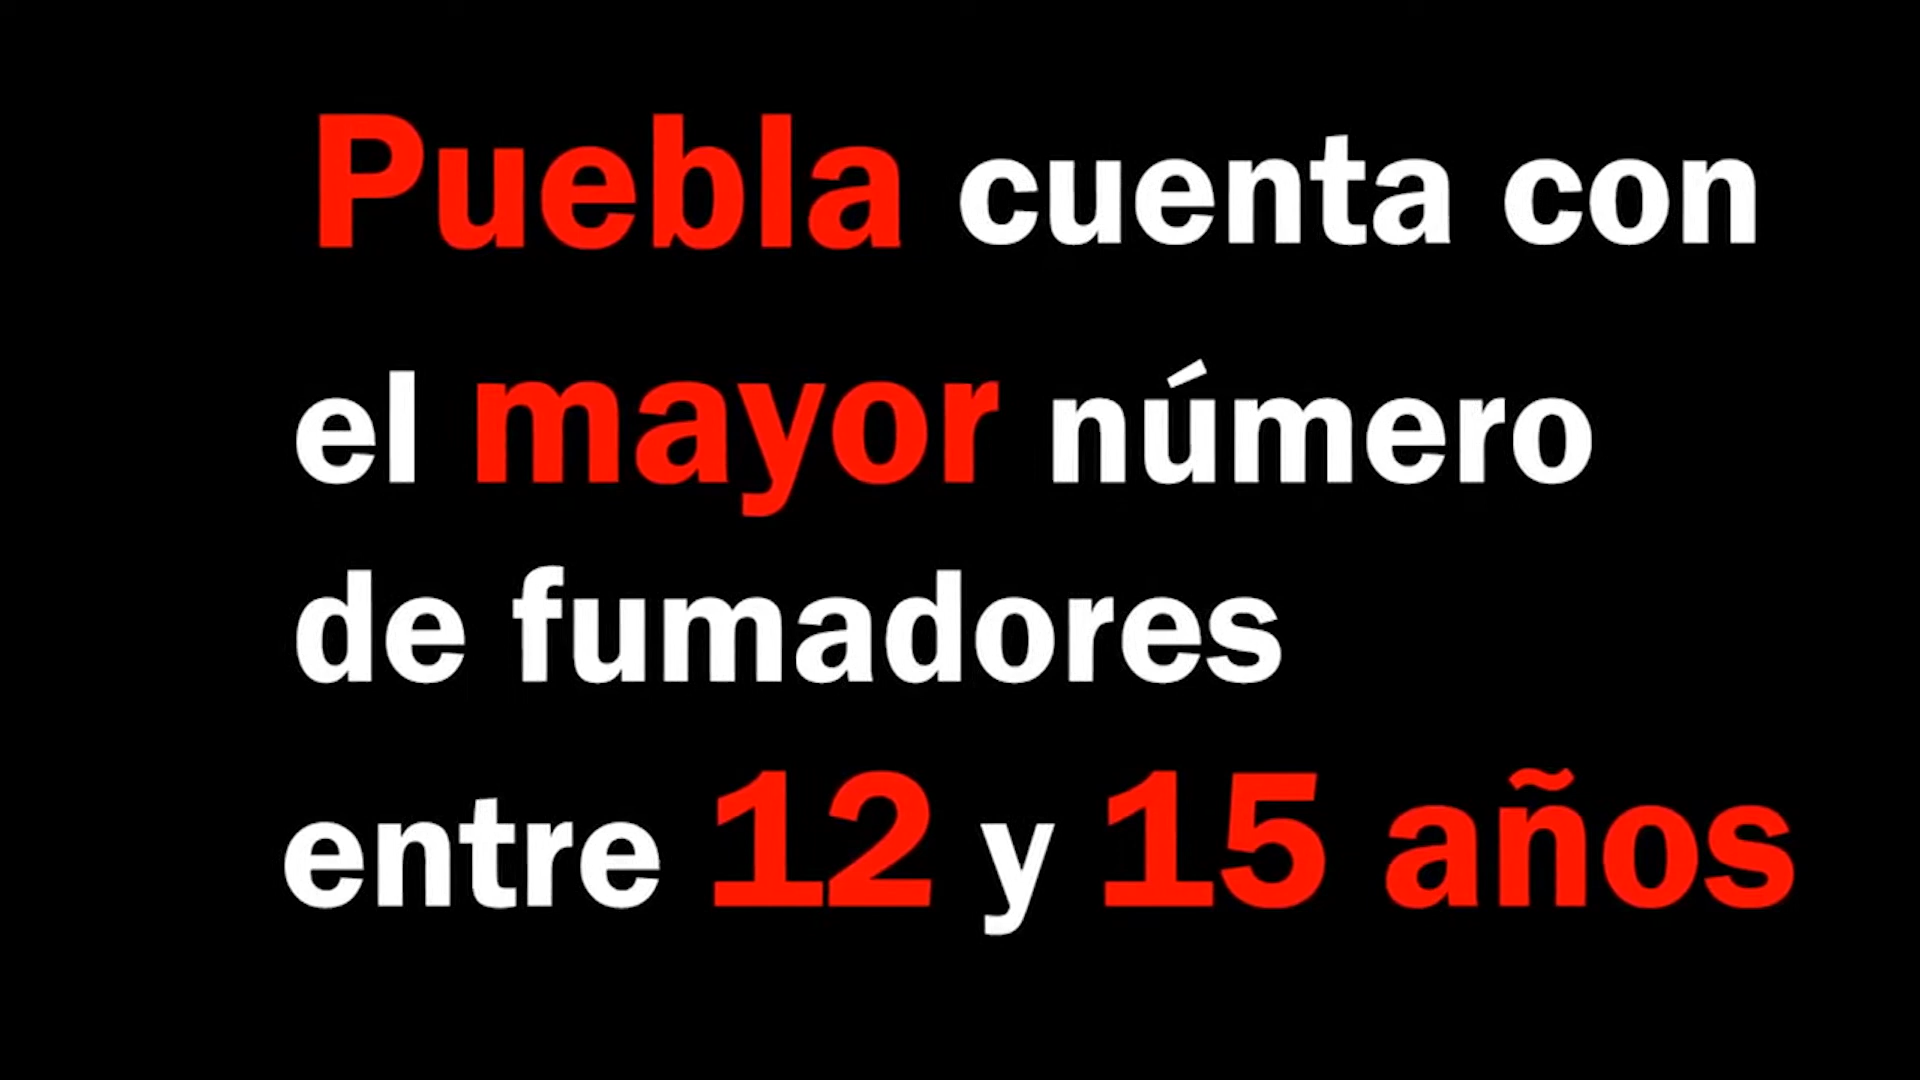 Puebla cuenta con
el mayor número
de fumadores
entre 12 y 15 años